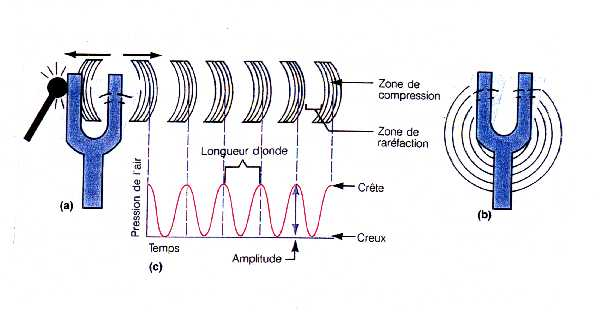 Zone de
compression
Zone de
raréfaction
Longueur d'onde
Pression de l'air
(a)
Crête
(b)
Creux
Temps
Amplitude
(c)